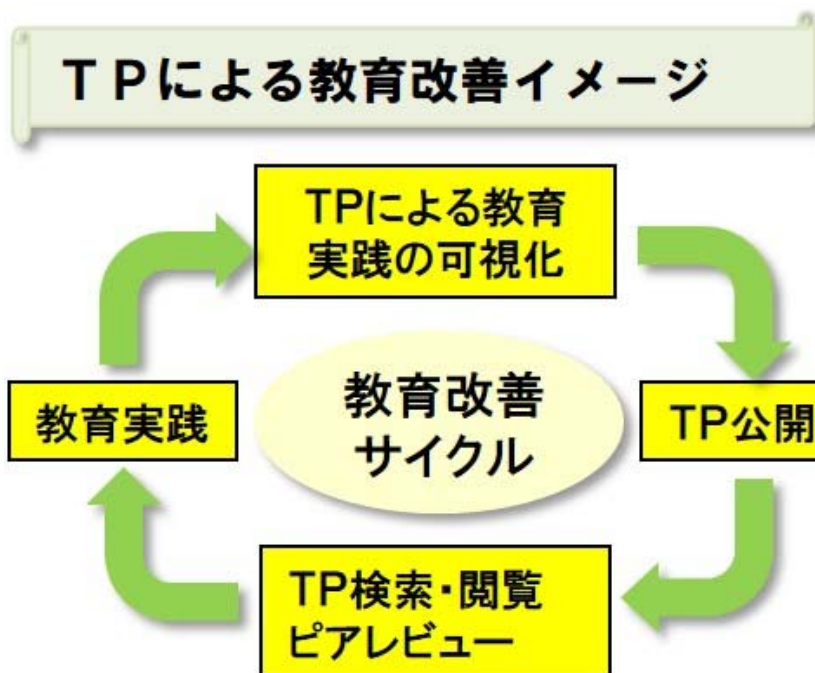 ＴＰによる教育改善イメージ
TPによる教育
実践の可視化
教育実践
教育改善
サイクル
TP公開
TP検索・閲覧
ピアレビュー